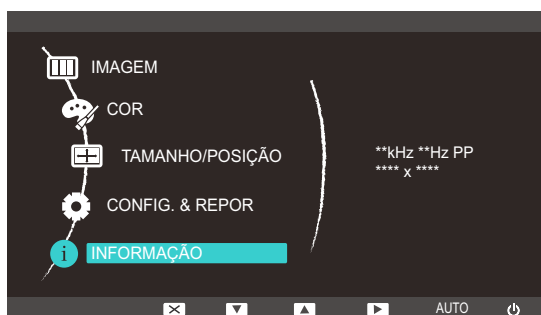 IMAGEM
COR
TAMANHO/POSIÇÃO
CONFIG. & REPOR
i INFORMAÇÃO
**kHz **Hz PP
**** x ****
AUTO